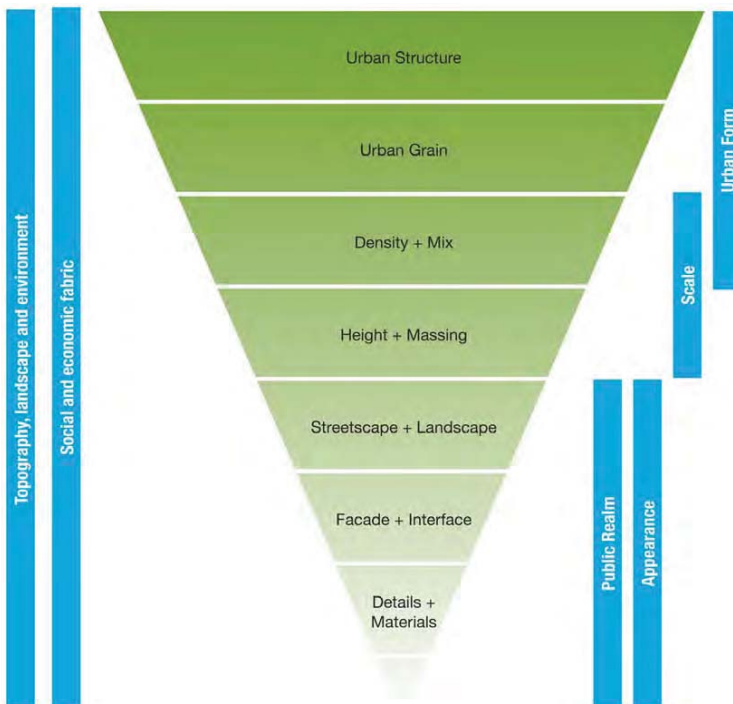 Urban Structure
Urban Grain
Density + Mix
Height + Massing
Streetscape + Landscape
Facade + Interface
Details +
Materials
Topography, landscape and environment
Social and economic fabric
Urban Form
Scale
Public Realm
Appearance